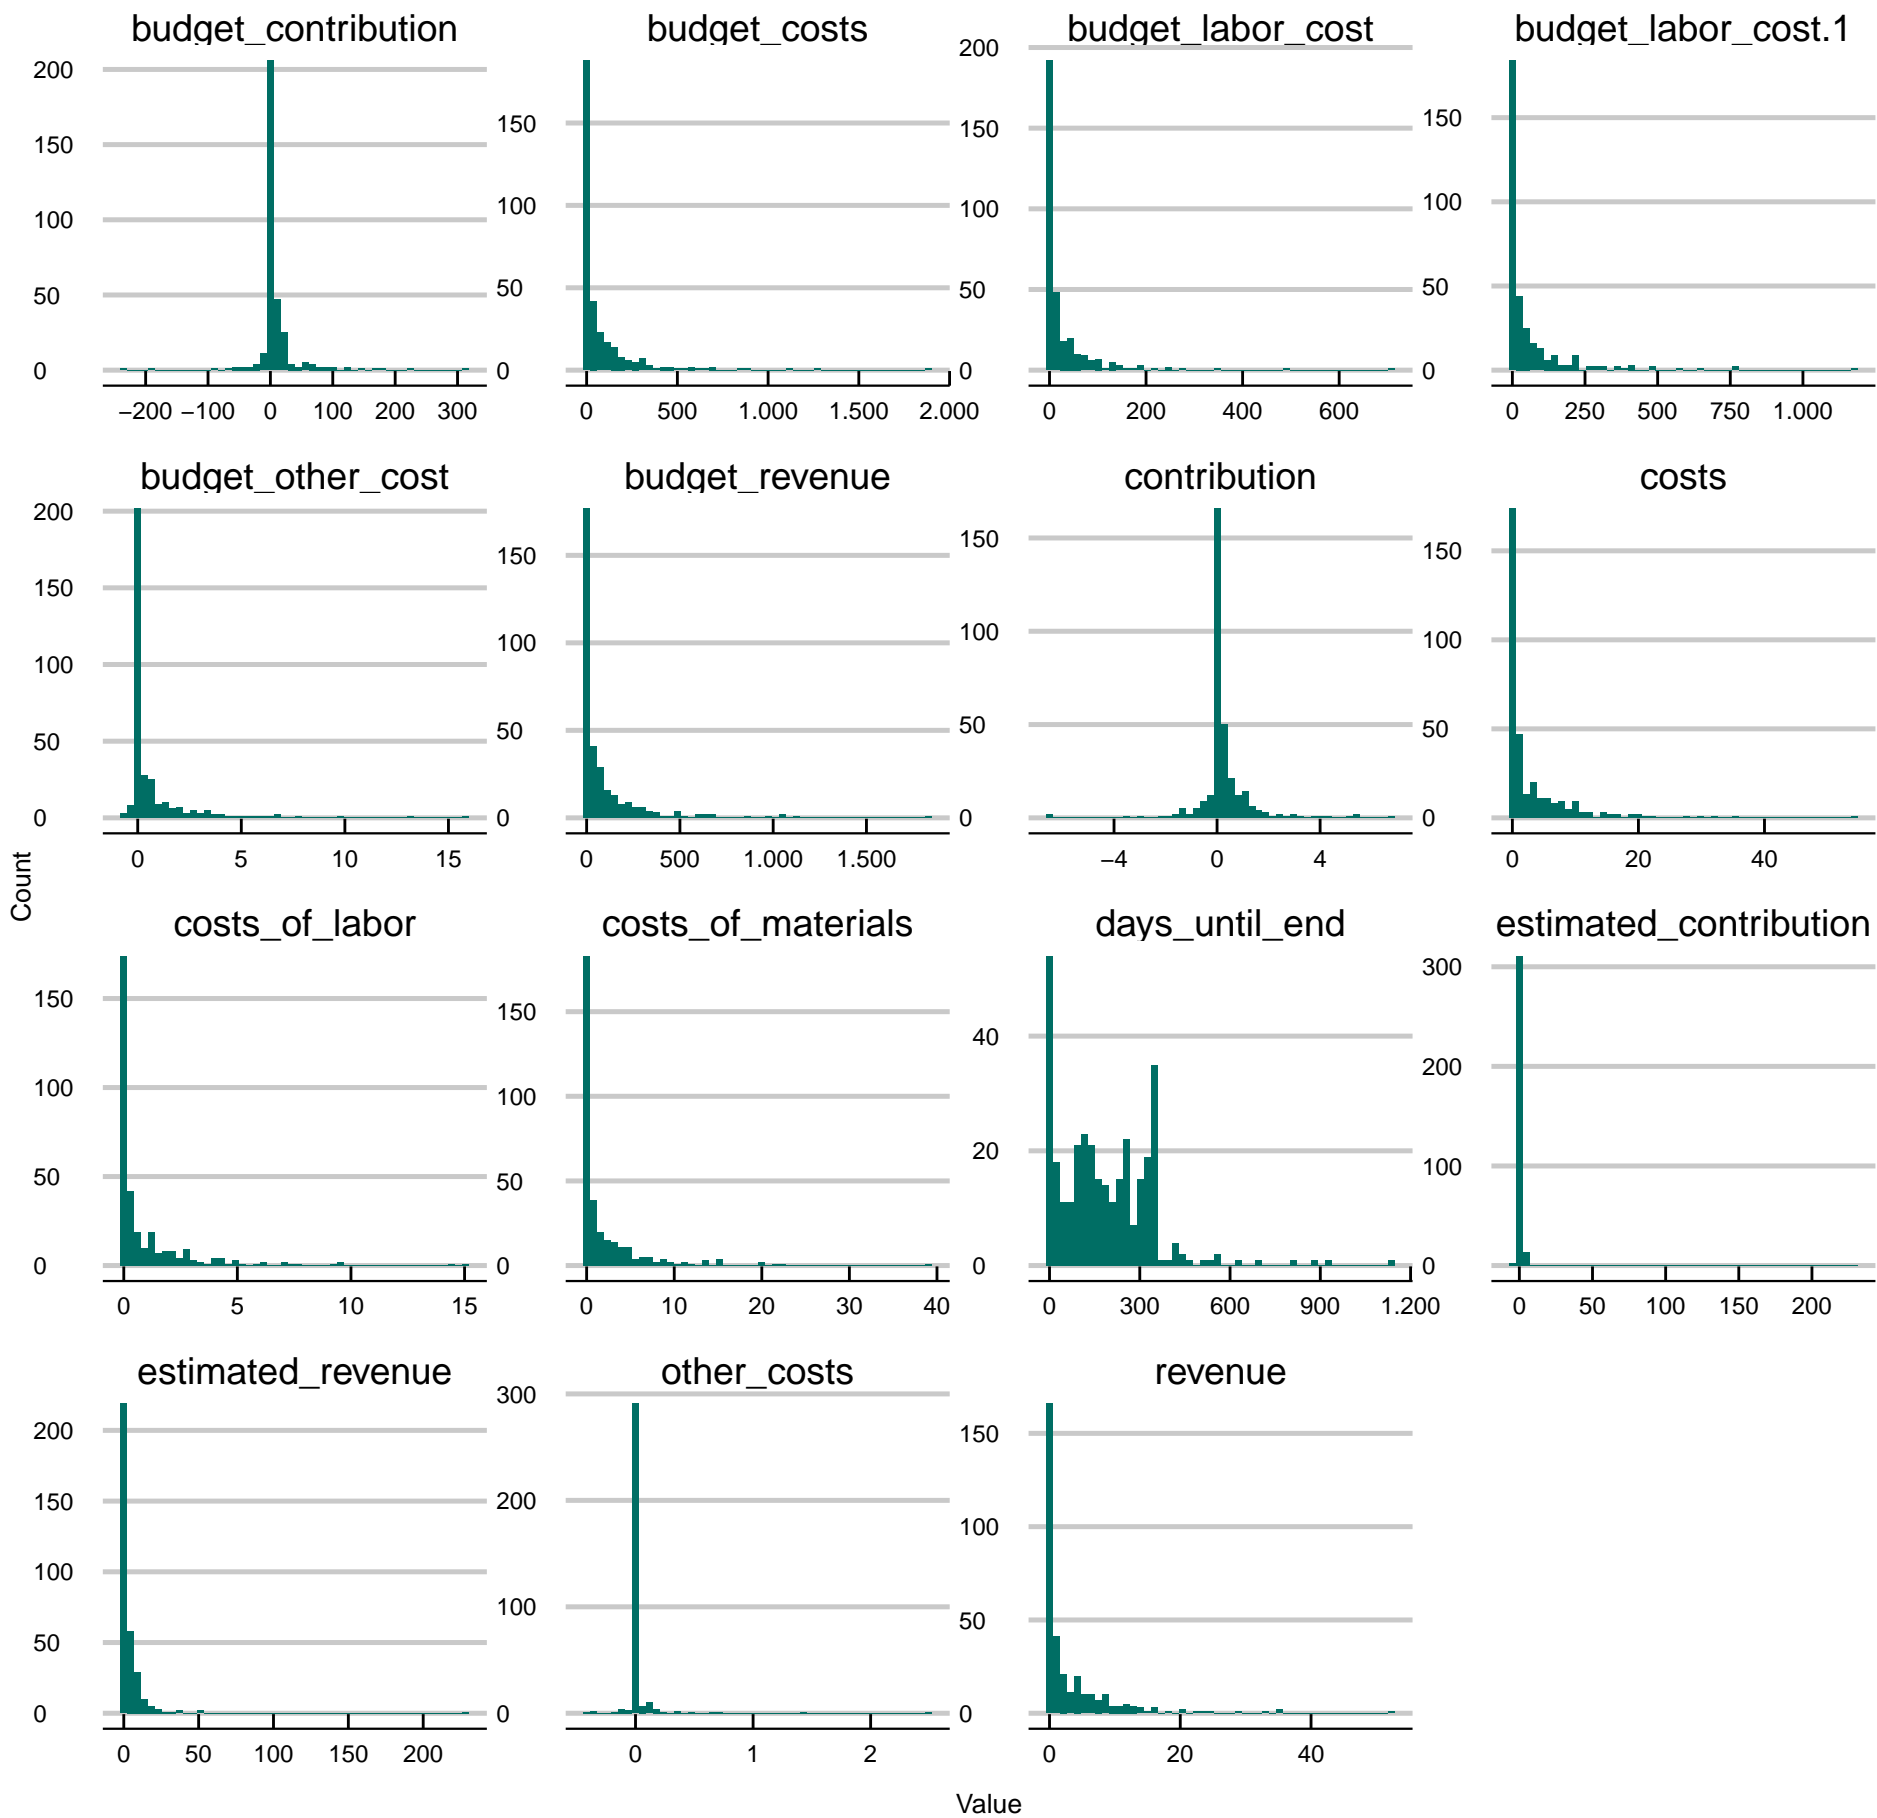 budget_contribution budget_costs budget_labor_cost budget_labor_cost.1
200 150 100 50 0
−200 −100 0 100 200 300
150 100 50 0
0 500 1.000 1.500 2.000
200 150 100 50 0
0 200 400 600
150 100 50 0
0 250 500 750 1.000
budget_other_cost budget_revenue contribution costs
200 150 100 50 0
0 5 10 15
150 100 50 0
0 500 1.000 1.500
150 100 50 0
−4 0 4
150 100 50 0
0 20 40
Count
costs_of_labor costs_of_materials days_until_end estimated_contribution
150 100 50 0
0 5 10 15
150 100 50 0
0 10 20 30 40
40 20 0
0 300 600 900 1.200
300 200 100 0
0 50 100 150 200
estimated_revenue other_costs revenue
200 150 100 50 0
0 50 100 150 200
300 200 100 0
0 1 2
150 100 50 0
0 20 40
Value